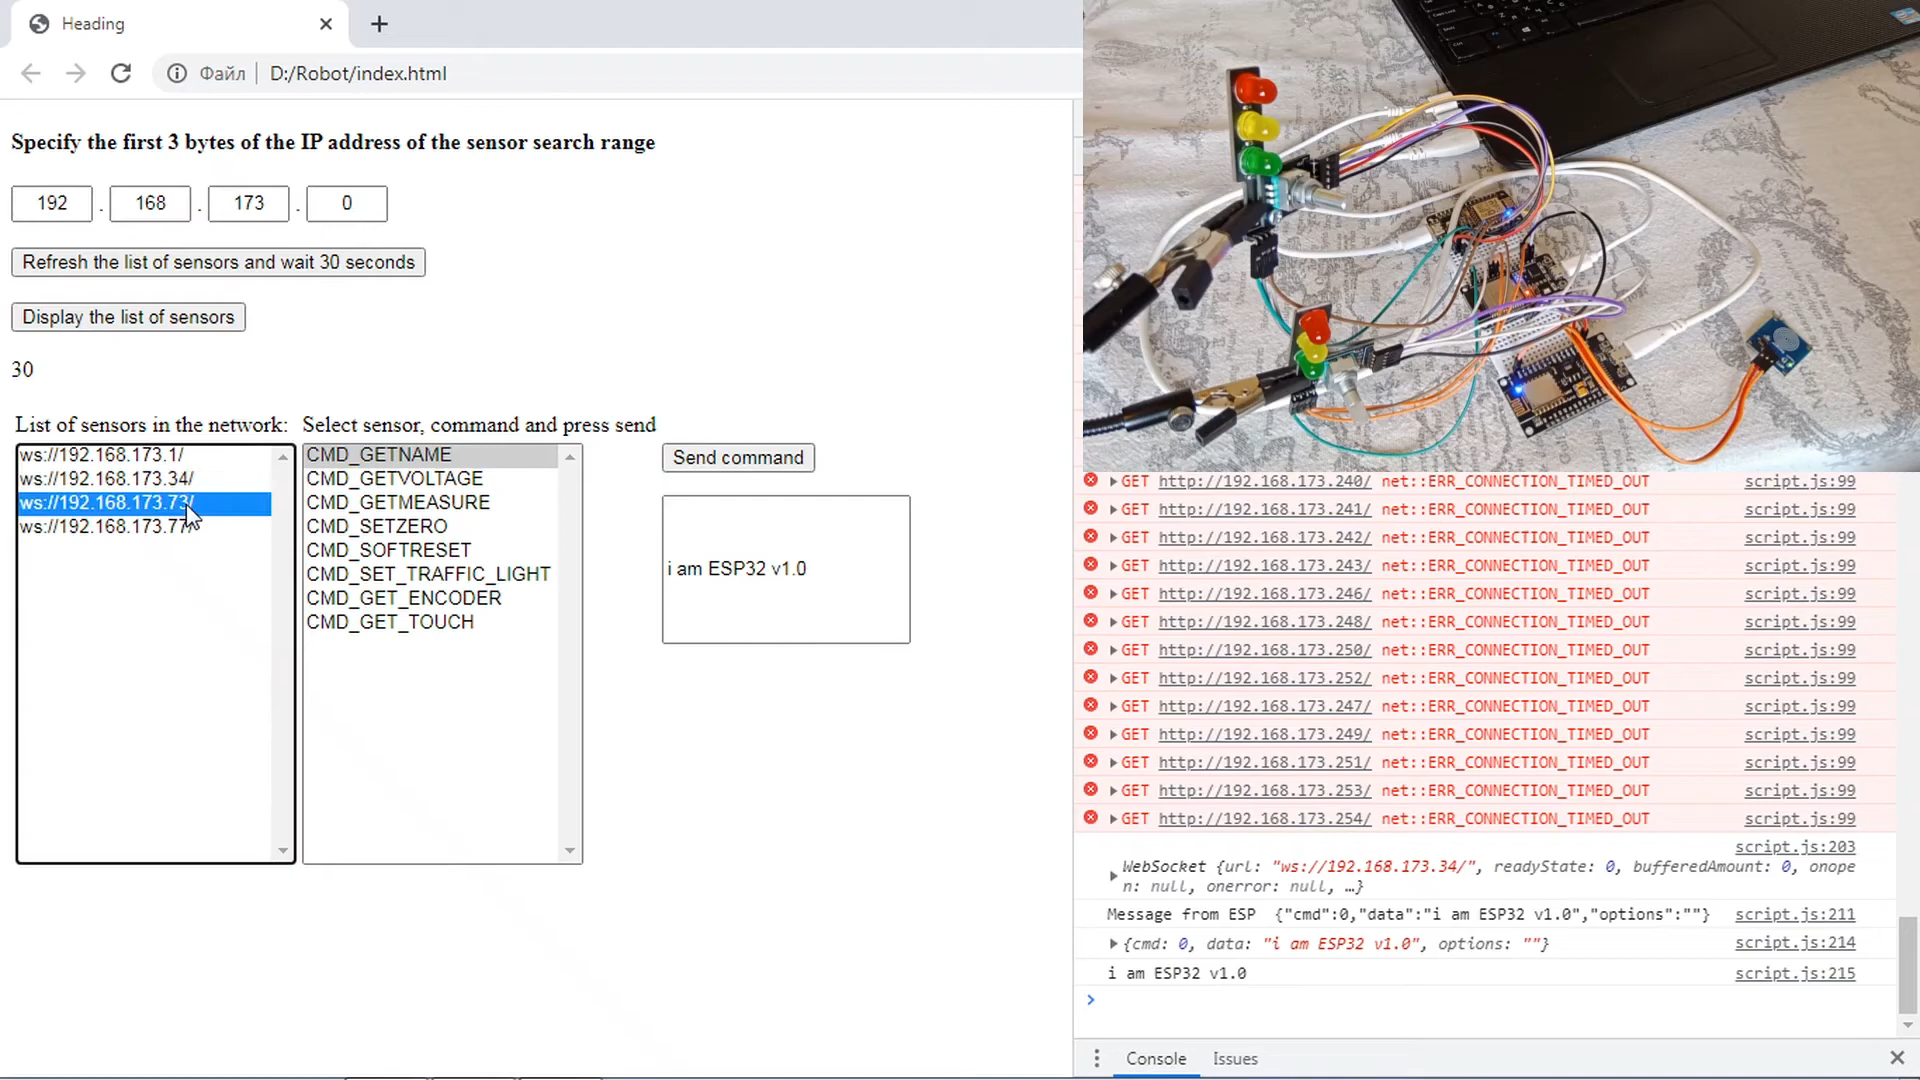 Heading
Файл D:/Robot/index.html
Specify the first 3 bytes of the IP address of the sensor search range
192 . 168 . 173 . 0
Refresh the list of sensors and wait 30 seconds
Display the list of sensors
30
List of sensors in the network:
ws://192.168.173.1/
ws://192.168.173.34/
ws://192.168.173.73/
ws://192.168.173.77/
Select sensor, command and press send
CMD_GETNAME
CMD_GETVOLTAGE
CMD_GETMEASURE
CMD_SETZERO
CMD_SOFTRESET
CMD_SET_TRAFFIC_LIGHT
CMD_GET_ENCODER
CMD_GET_TOUCH
Send command
i am ESP32 v1.0
GET http://192.168.173.240/ net::ERR_CONNECTION_TIMED_OUT script.js:99
GET http://192.168.173.241/ net::ERR_CONNECTION_TIMED_OUT script.js:99
GET http://192.168.173.242/ net::ERR_CONNECTION_TIMED_OUT script.js:99
GET http://192.168.173.243/ net::ERR_CONNECTION_TIMED_OUT script.js:99
GET http://192.168.173.246/ net::ERR_CONNECTION_TIMED_OUT script.js:99
GET http://192.168.173.248/ net::ERR_CONNECTION_TIMED_OUT script.js:99
GET http://192.168.173.250/ net::ERR_CONNECTION_TIMED_OUT script.js:99
GET http://192.168.173.252/ net::ERR_CONNECTION_TIMED_OUT script.js:99
GET http://192.168.173.247/ net::ERR_CONNECTION_TIMED_OUT script.js:99
GET http://192.168.173.249/ net::ERR_CONNECTION_TIMED_OUT script.js:99
GET http://192.168.173.251/ net::ERR_CONNECTION_TIMED_OUT script.js:99
GET http://192.168.173.253/ net::ERR_CONNECTION_TIMED_OUT script.js:99
GET http://192.168.173.254/ net::ERR_CONNECTION_TIMED_OUT script.js:99
script.js:203
WebSocket {url: "ws://192.168.173.34/", readyState: 0, bufferedAmount: 0, onope
n: null, onerror: null, …}
Message from ESP {"cmd":0,"data":"i am ESP32 v1.0","options":""} script.js:211
{cmd: 0, data: "i am ESP32 v1.0", options: ""} script.js:214
i am ESP32 v1.0 script.js:215
Console Issues